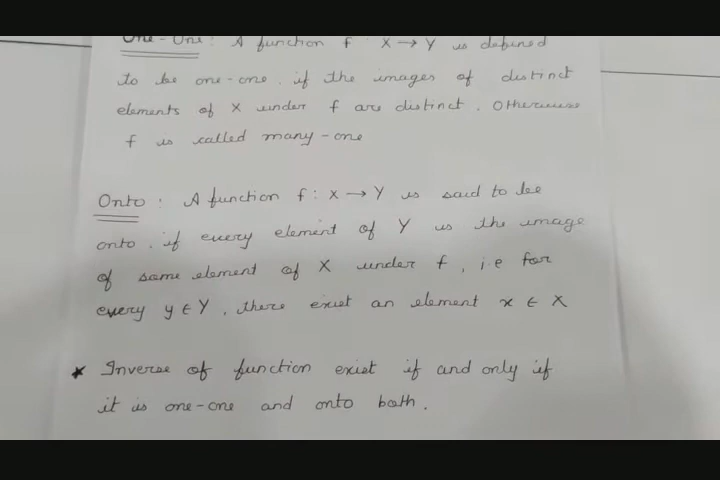 One-One: A function f: X → Y is defined
to be one-one, if the images of distinct
elements of X under f are distinct. Otherwise
f is called many-one
Onto: A function f: X → Y is said to be
onto, if every element of Y is the image
of some element of X under f, i.e for
every y ∈ Y, there exist an element x ∈ X
* Inverse of function exist if and only if
it is one-one and onto both.